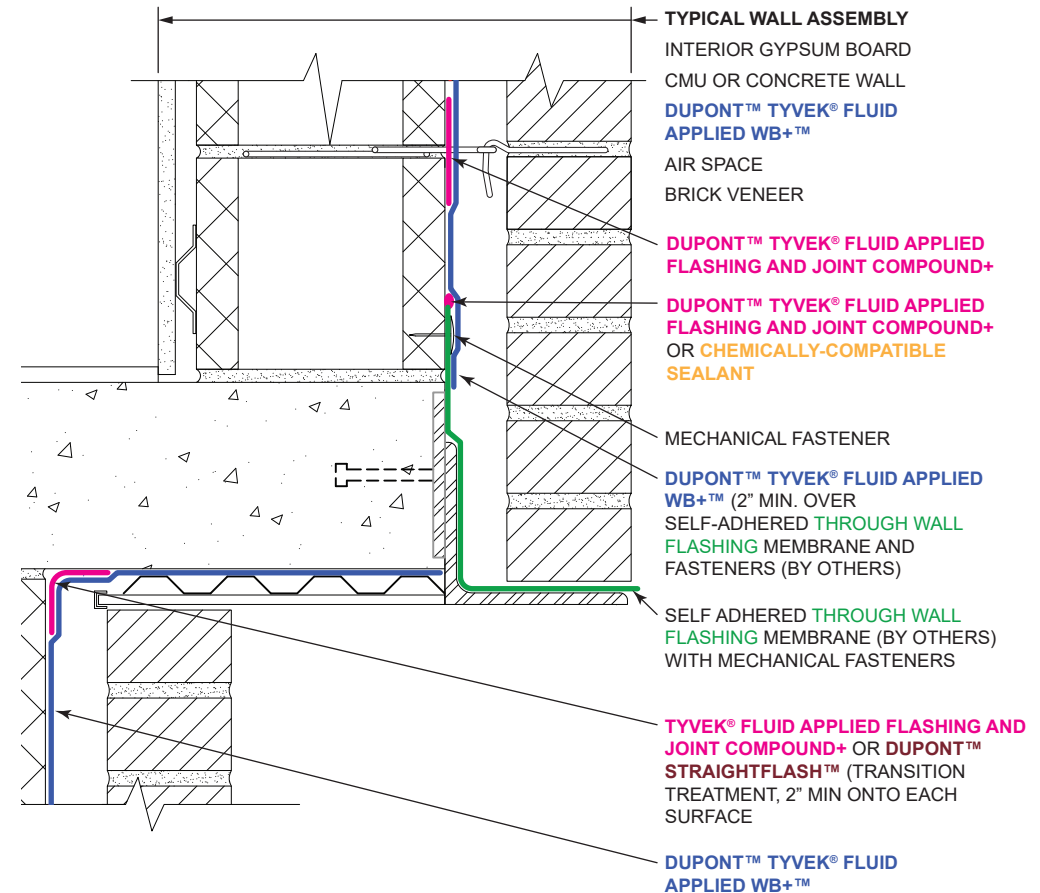 TYPICAL WALL ASSEMBLY
INTERIOR GYPSUM BOARD
CMU OR CONCRETE WALL
DUPONT™ TYVEK® FLUID
APPLIED WB+™
AIR SPACE
BRICK VENEER
DUPONT™ TYVEK® FLUID APPLIED
FLASHING AND JOINT COMPOUND+
DUPONT™ TYVEK® FLUID APPLIED
FLASHING AND JOINT COMPOUND+
OR CHEMICALLY-COMPATIBLE
SEALANT
MECHANICAL FASTENER
DUPONT™ TYVEK® FLUID APPLIED
WB+™ (2” MIN. OVER
SELF-ADHERED THROUGH WALL
FLASHING MEMBRANE AND
FASTENERS (BY OTHERS)
SELF ADHERED THROUGH WALL
FLASHING MEMBRANE (BY OTHERS)
WITH MECHANICAL FASTENERS
TYVEK® FLUID APPLIED FLASHING AND
JOINT COMPOUND+ OR DUPONT™
STRAIGHTFLASH™ (TRANSITION
TREATMENT, 2” MIN ONTO EACH
SURFACE
DUPONT™ TYVEK® FLUID
APPLIED WB+™